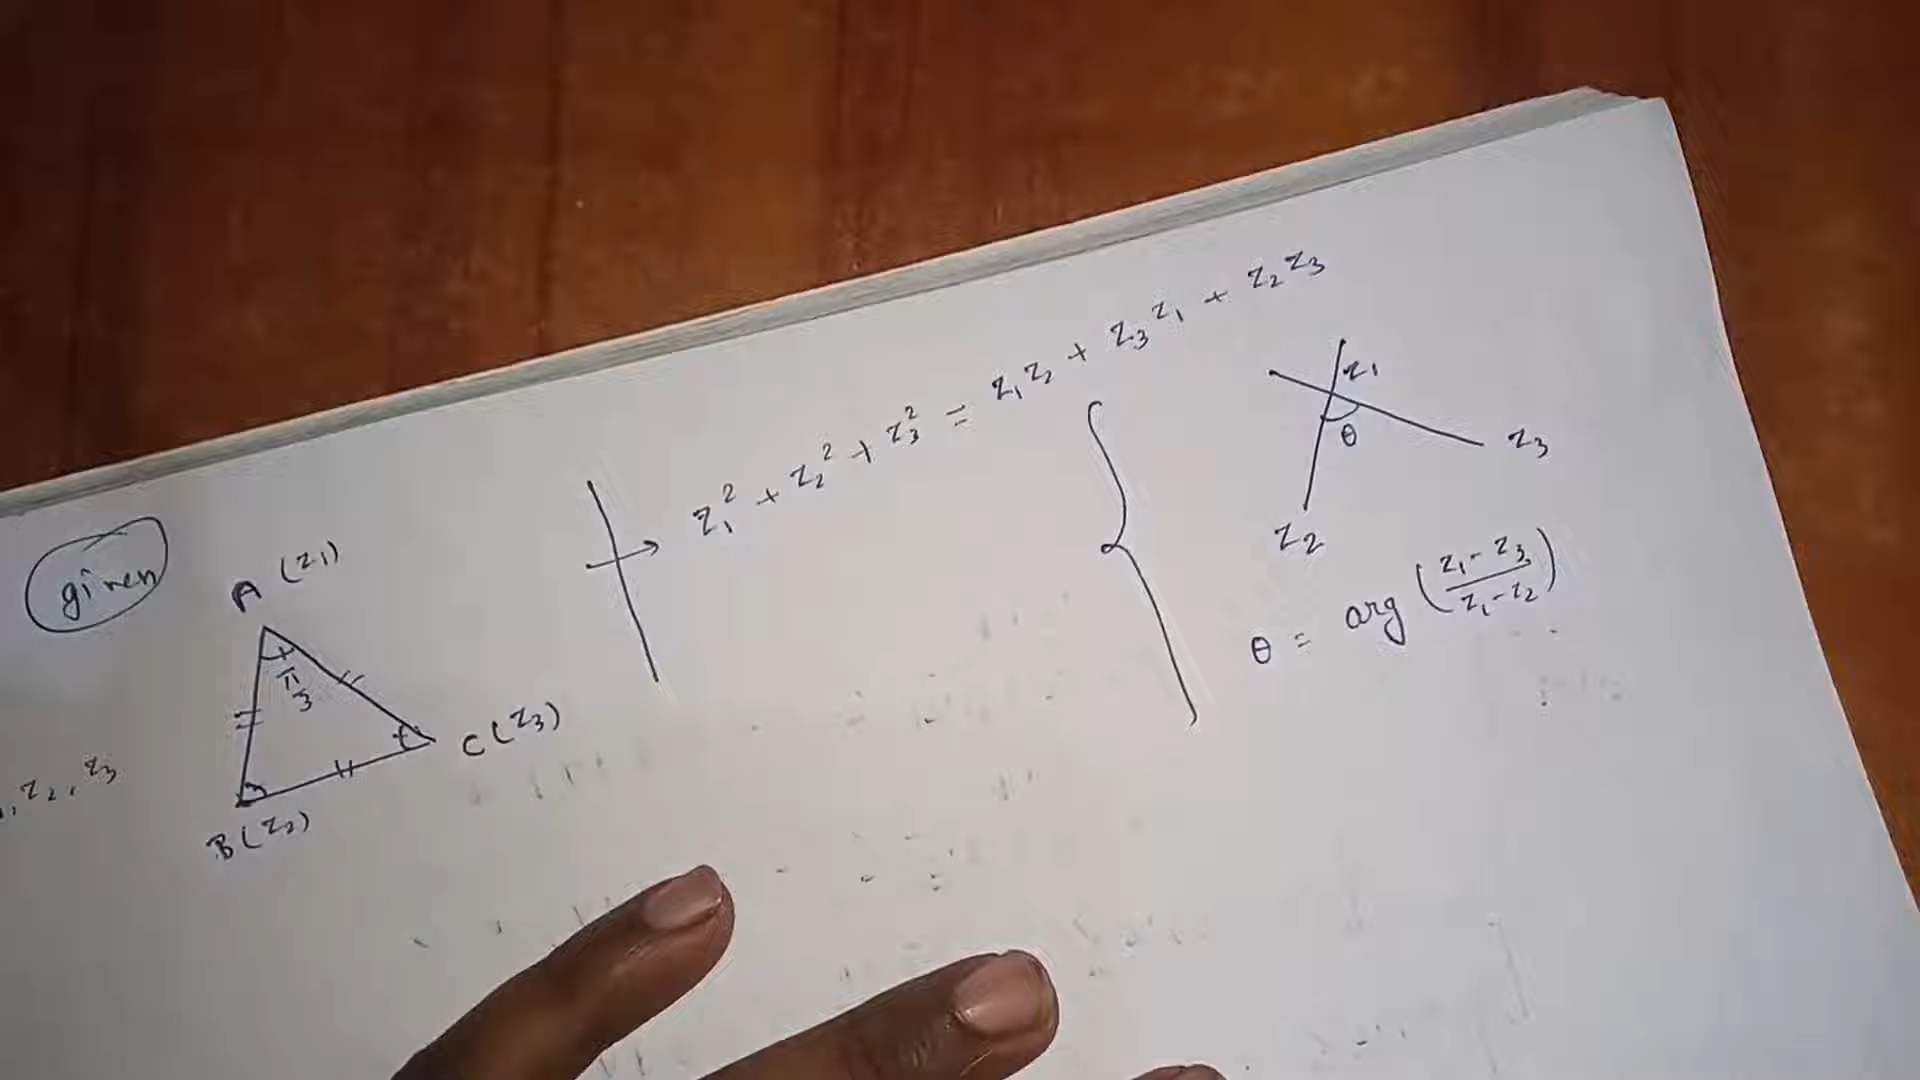 given
A (z₁)
π/3
B (z₂)
C (z₃)
, z₂, z₃
z₁² + z₂² + z₃² = z₁z₂ + z₃z₁ + z₂z₃
z₁
θ
z₃
z₂
θ = arg ((z₁ - z₃)/(z₁ - z₂))